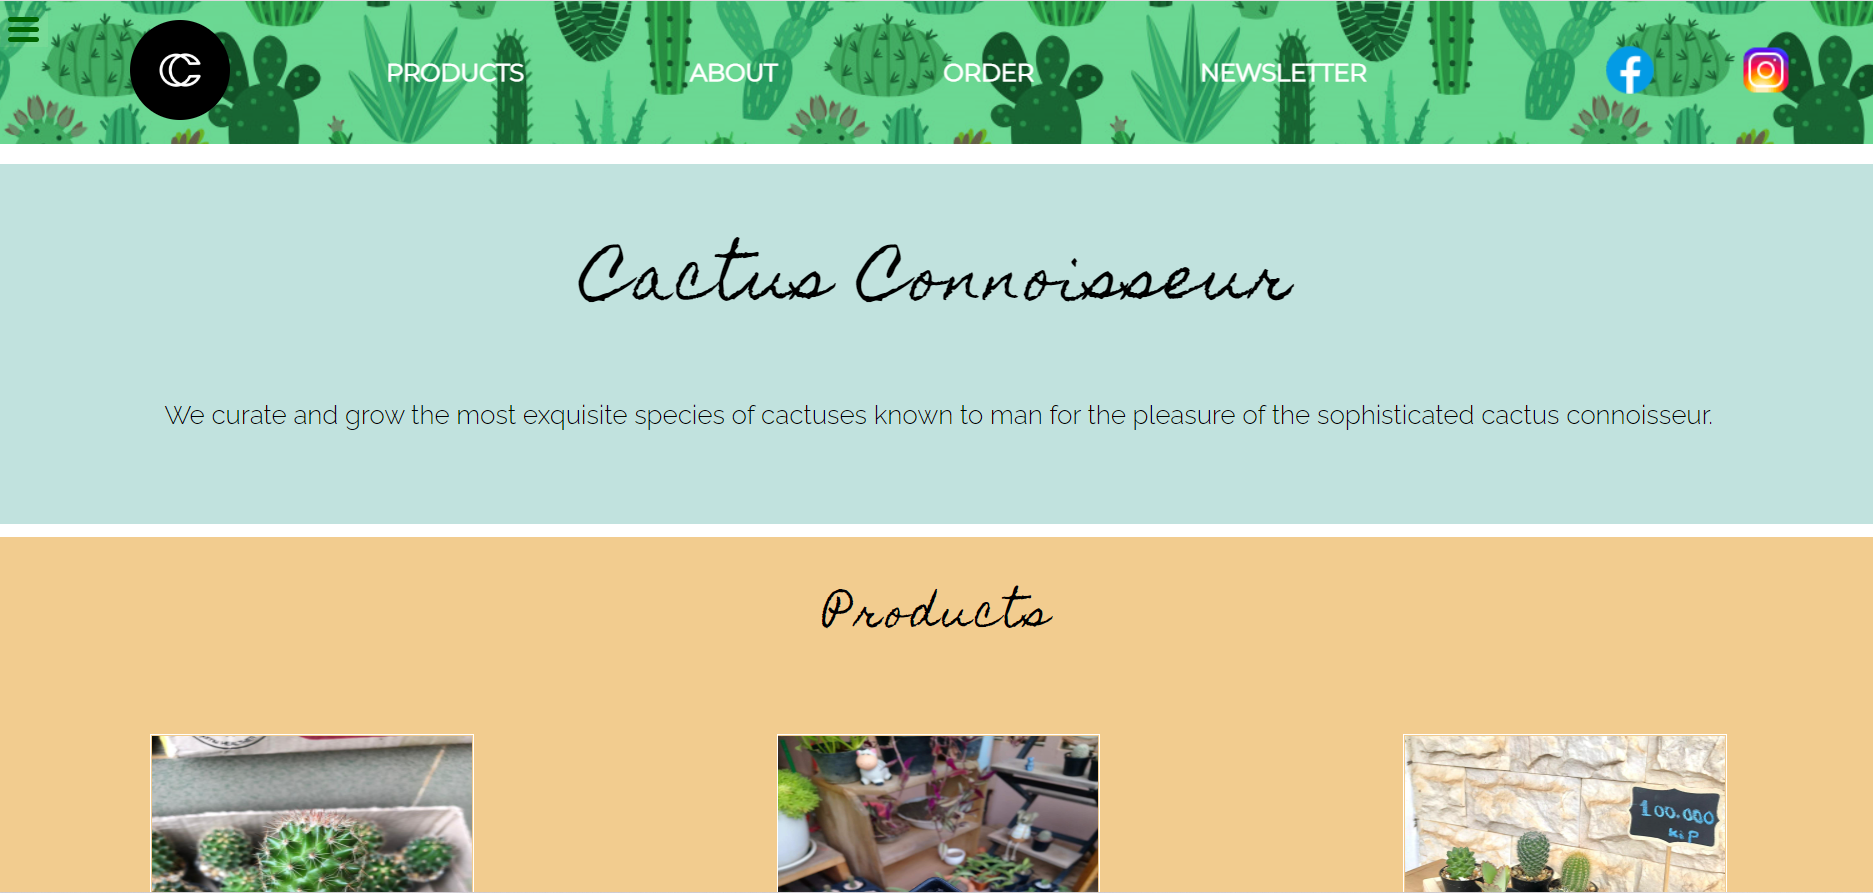 CC
PRODUCTS ABOUT ORDER NEWSLETTER
Cactus Connoisseur
We curate and grow the most exquisite species of cactuses known to man for the pleasure of the sophisticated cactus connoisseur.
Products
100.000
kip